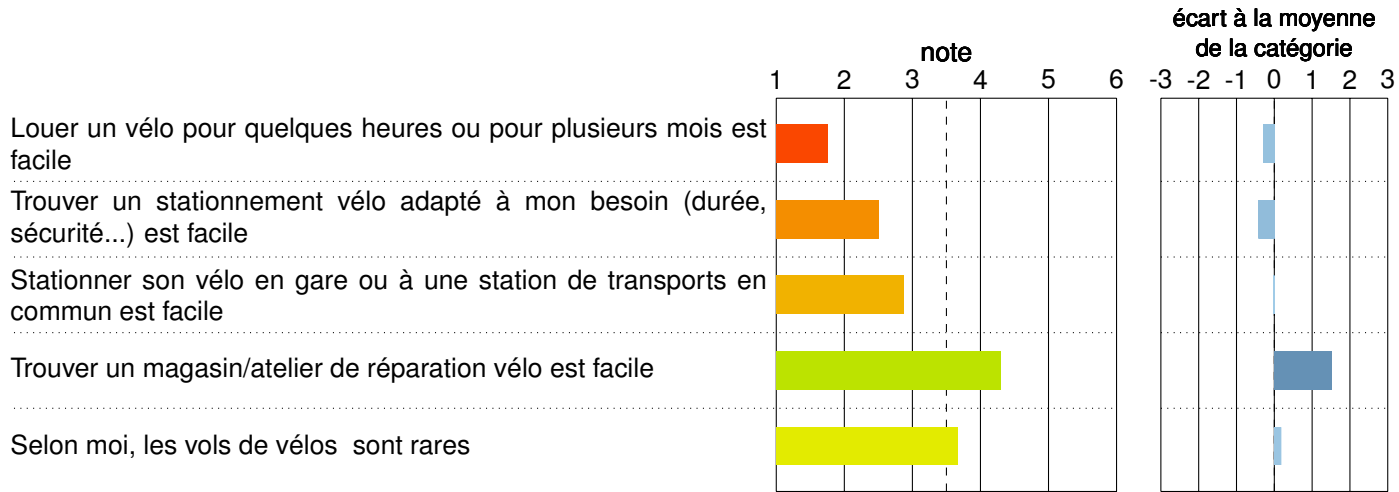 écart à la moyenne
note
de la catégorie
1 2 3 4 5 6 -3 -2 -1 0 1 2 3
Louer un vélo pour quelques heures ou pour plusieurs mois est
facile
Trouver un stationnement vélo adapté à mon besoin (durée,
sécurité...) est facile
Stationner son vélo en gare ou à une station de transports en
commun est facile
Trouver un magasin/atelier de réparation vélo est facile
Selon moi, les vols de vélos sont rares